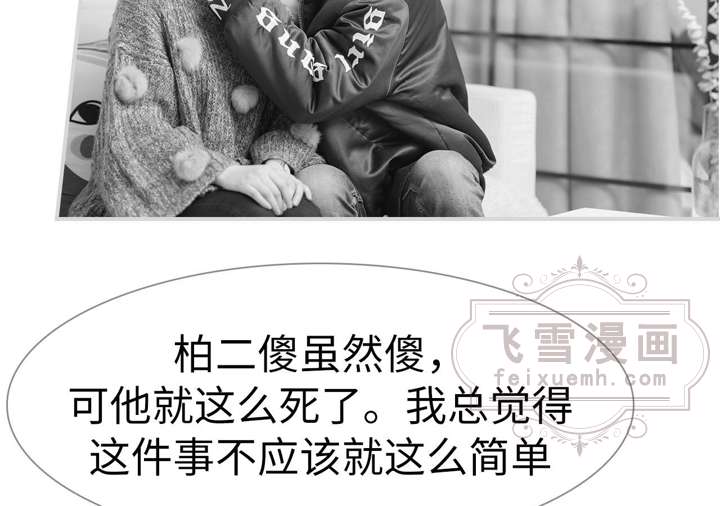 柏二傻虽然傻，
可他就这么死了。我总觉得
这件事不应该就这么简单
飞雪漫画
feixuemh.com